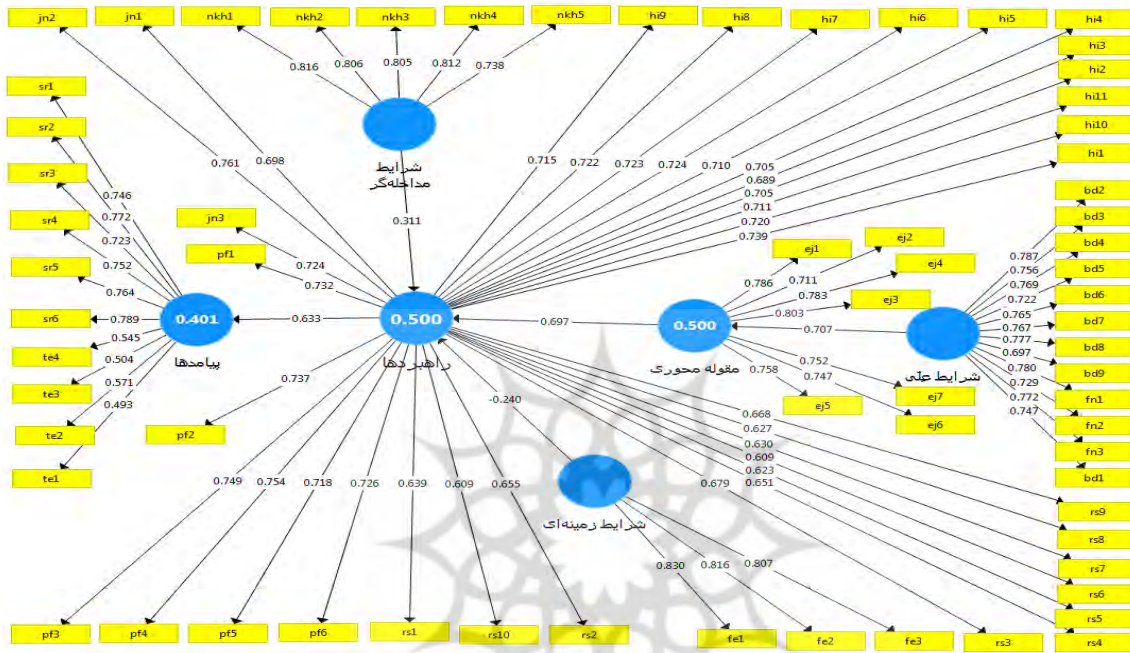 jn2 jn1 nkh1 nkh2 nkh3 nkh4 nkh5 hi9 hi8 hi7 hi6 hi5 hi4
hi3
hi2
hi11
hi10
hi1
0.816 0.806 0.805 0.812 0.738
شرایط
مداخله‌گر
0.311
sr1
sr2
sr3
sr4
sr5
sr6
te4
te3
te2
te1
0.746
0.772
0.723
0.752
0.764
0.789
0.545
0.504
0.571
0.493
0.401
پیامدها
0.633
0.761 0.698
jn3
pf1
0.724
0.732
0.500
راهبردها
0.715 0.722 0.723 0.724 0.710
0.705
0.689
0.705
0.711
0.720
0.739
0.697
0.500
مقوله محوری
ej1
ej2
ej4
ej3
0.786
0.711
0.783
0.803
0.752
0.747
0.758
ej7
ej6
ej5
0.707
شرایط علی
bd2
bd3
bd4
bd5
bd6
bd7
bd8
bd9
fn1
fn2
fn3
bd1
0.787
0.756
0.769
0.722
0.765
0.767
0.777
0.697
0.780
0.729
0.772
0.747
-0.240
شرایط زمینه‌ای
0.830 0.816 0.807
fe1 fe2 fe3
0.737
pf2
0.749 0.754 0.718 0.726 0.639 0.609 0.655
pf3 pf4 pf5 pf6 rs1 rs10 rs2
0.668
0.627
0.630
0.609
0.623
0.651
0.679
rs9
rs8
rs7
rs6
rs5
rs4
rs3